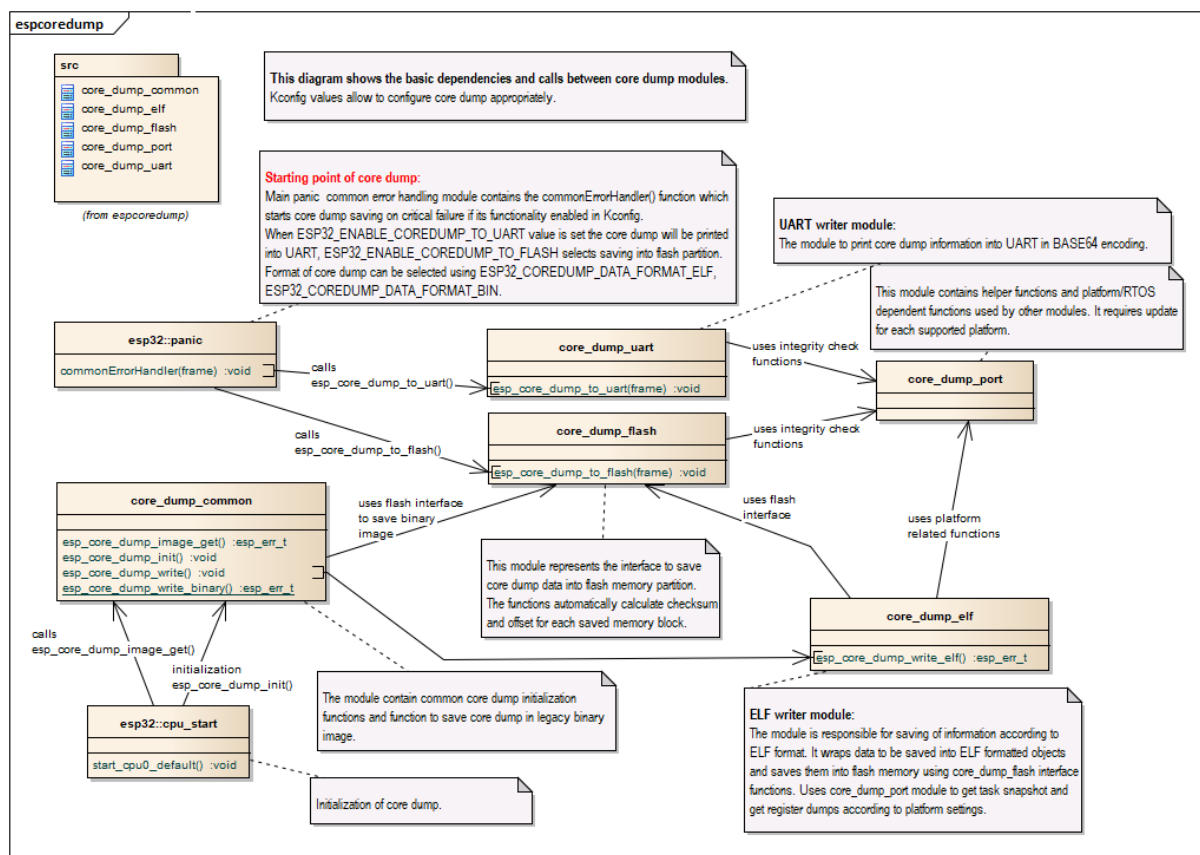 espcoredump
src
core_dump_common
core_dump_elf
core_dump_flash
core_dump_port
core_dump_uart
(from espcoredump)
This diagram shows the basic dependencies and calls between core dump modules.
Kconfig values allow to configure core dump appropriately.
Starting point of core dump:
Main panic common error handling module contains the commonErrorHandler() function which
starts core dump saving on critical failure if its functionality enabled in Kconfig.
When ESP32_ENABLE_COREDUMP_TO_UART value is set the core dump will be printed
into UART, ESP32_ENABLE_COREDUMP_TO_FLASH selects saving into flash partition.
Format of core dump can be selected using ESP32_COREDUMP_DATA_FORMAT_ELF,
ESP32_COREDUMP_DATA_FORMAT_BIN.
UART writer module:
The module to print core dump information into UART in BASE64 encoding.
This module contains helper functions and platform/RTOS
dependent functions used by other modules. It requires update
for each supported platform.
esp32::panic
commonErrorHandler(frame) :void
calls
esp_core_dump_to_uart()
core_dump_uart
esp_core_dump_to_uart(frame) :void
uses integrity check
functions
core_dump_port
calls
esp_core_dump_to_flash()
core_dump_flash
esp_core_dump_to_flash(frame) :void
uses integrity check
functions
core_dump_common
esp_core_dump_image_get() :esp_err_t
esp_core_dump_init() :void
esp_core_dump_write() :void
esp_core_dump_write_binary() :esp_err_t
uses flash interface
to save binary
image
uses flash
interface
uses platform
related functions
This module represents the interface to save
core dump data into flash memory partition.
The functions automatically calculate checksum
and offset for each saved memory block.
core_dump_elf
esp_core_dump_write_elf() :esp_err_t
calls
esp_core_dump_image_get()
initialization
esp_core_dump_init()
The module contain common core dump initialization
functions and function to save core dump in legacy binary
image.
esp32::cpu_start
start_cpu0_default() :void
Initialization of core dump.
ELF writer module:
The module is responsible for saving of information according to
ELF format. It wraps data to be saved into ELF formatted objects
and saves them into flash memory using core_dump_flash interface
functions. Uses core_dump_port module to get task snapshot and
get register dumps according to platform settings.